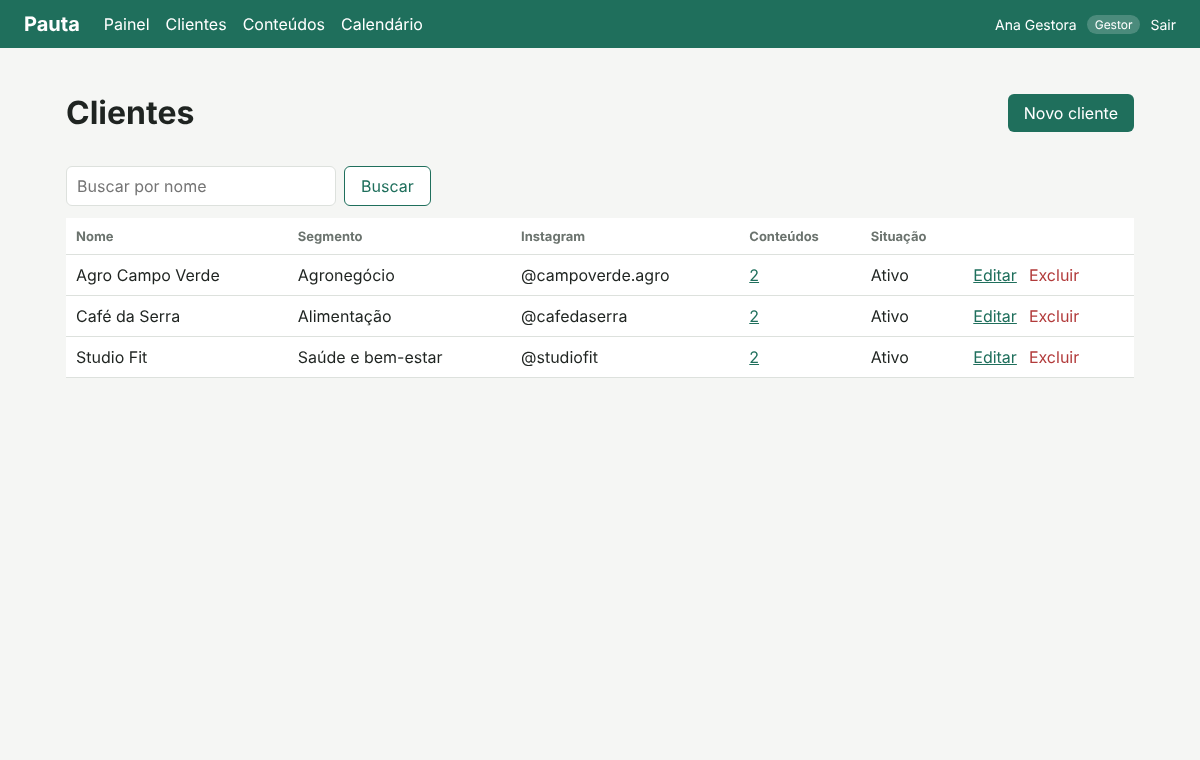 Pauta Painel Clientes Conteúdos Calendário Ana Gestora Gestor Sair
Clientes Novo cliente
Buscar por nome Buscar
Nome Segmento Instagram Conteúdos Situação
Agro Campo Verde Agronegócio @campoverde.agro 2 Ativo Editar Excluir
Café da Serra Alimentação @cafedaserra 2 Ativo Editar Excluir
Studio Fit Saúde e bem-estar @studiofit 2 Ativo Editar Excluir